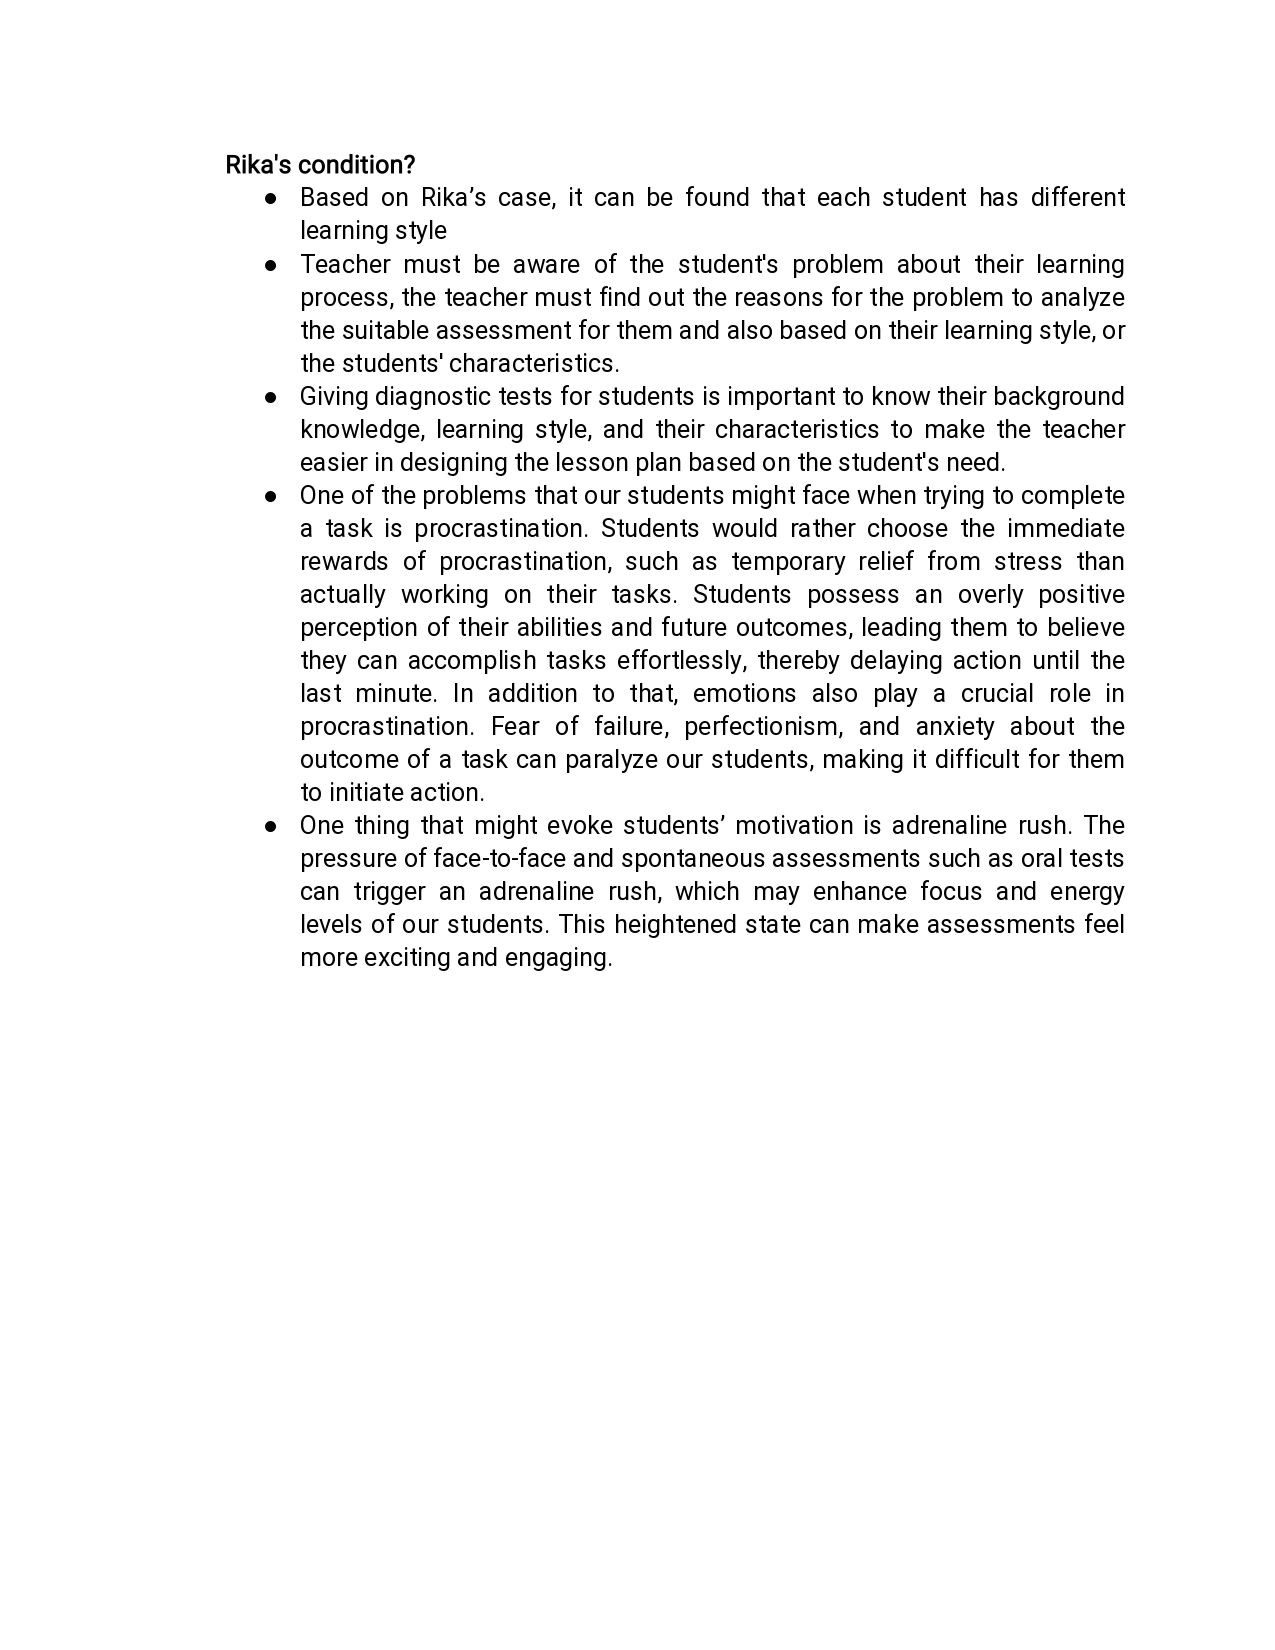 Rika's condition?
● Based on Rika’s case, it can be found that each student has different
learning style
● Teacher must be aware of the student's problem about their learning
process, the teacher must find out the reasons for the problem to analyze
the suitable assessment for them and also based on their learning style, or
the students' characteristics.
● Giving diagnostic tests for students is important to know their background
knowledge, learning style, and their characteristics to make the teacher
easier in designing the lesson plan based on the student's need.
● One of the problems that our students might face when trying to complete
a task is procrastination. Students would rather choose the immediate
rewards of procrastination, such as temporary relief from stress than
actually working on their tasks. Students possess an overly positive
perception of their abilities and future outcomes, leading them to believe
they can accomplish tasks effortlessly, thereby delaying action until the
last minute. In addition to that, emotions also play a crucial role in
procrastination. Fear of failure, perfectionism, and anxiety about the
outcome of a task can paralyze our students, making it difficult for them
to initiate action.
● One thing that might evoke students’ motivation is adrenaline rush. The
pressure of face-to-face and spontaneous assessments such as oral tests
can trigger an adrenaline rush, which may enhance focus and energy
levels of our students. This heightened state can make assessments feel
more exciting and engaging.